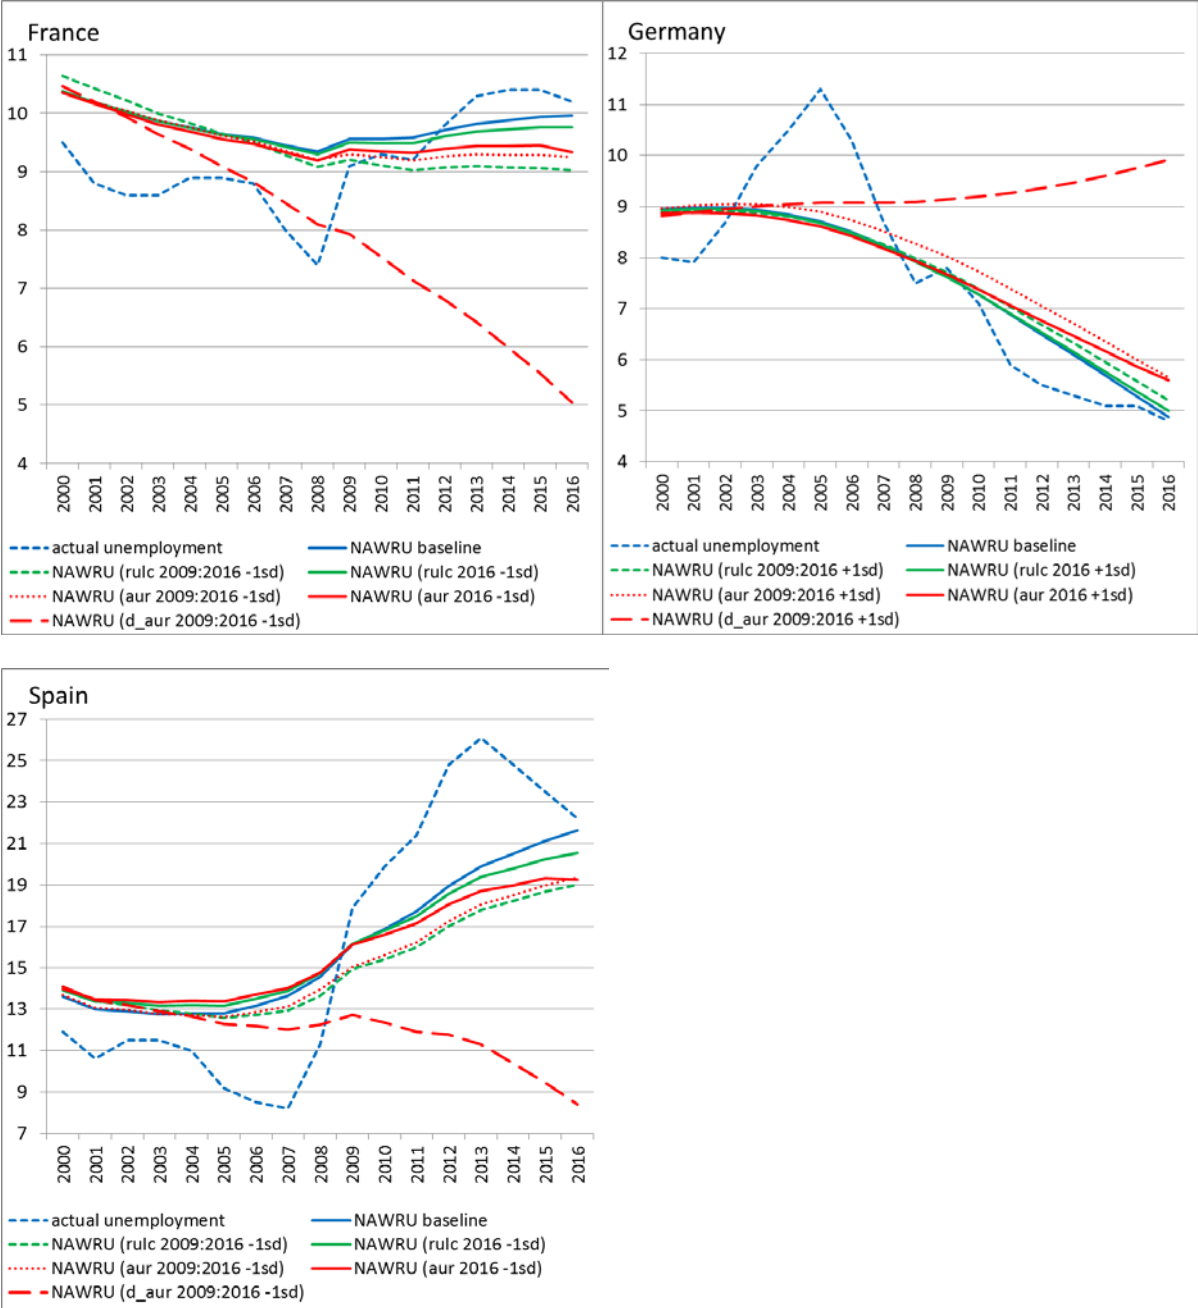 France
11
10
9
8
7
6
5
4
2000 2001 2002 2003 2004 2005 2006 2007 2008 2009 2010 2011 2012 2013 2014 2015 2016
actual unemployment NAWRU baseline
NAWRU (rulc 2009:2016 -1sd) NAWRU (rulc 2016 -1sd)
NAWRU (aur 2009:2016 -1sd) NAWRU (aur 2016 -1sd)
NAWRU (d_aur 2009:2016 -1sd)
Germany
12
11
10
9
8
7
6
5
4
2000 2001 2002 2003 2004 2005 2006 2007 2008 2009 2010 2011 2012 2013 2014 2015 2016
actual unemployment NAWRU baseline
NAWRU (rulc 2009:2016 +1sd) NAWRU (rulc 2016 +1sd)
NAWRU (aur 2009:2016 +1sd) NAWRU (aur 2016 +1sd)
NAWRU (d_aur 2009:2016 +1sd)
Spain
27
25
23
21
19
17
15
13
11
9
7
2000 2001 2002 2003 2004 2005 2006 2007 2008 2009 2010 2011 2012 2013 2014 2015 2016
actual unemployment NAWRU baseline
NAWRU (rulc 2009:2016 -1sd) NAWRU (rulc 2016 -1sd)
NAWRU (aur 2009:2016 -1sd) NAWRU (aur 2016 -1sd)
NAWRU (d_aur 2009:2016 -1sd)